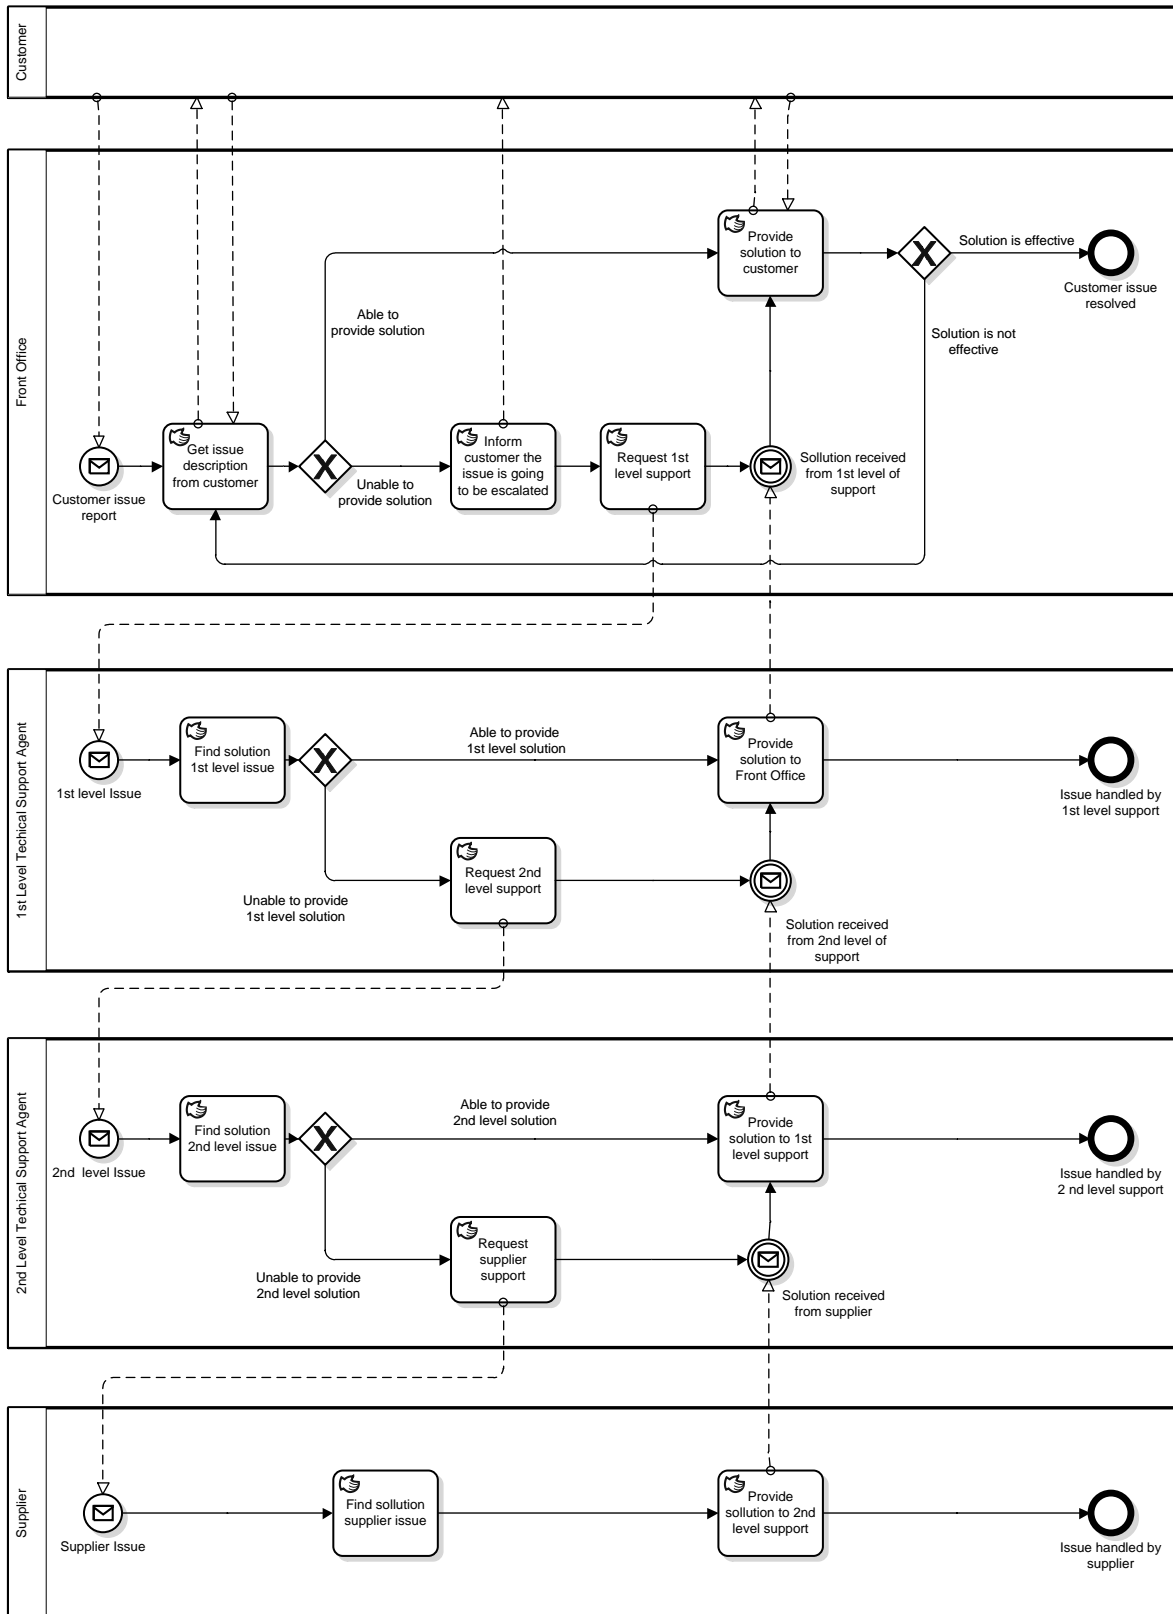 Customer
Front Office
Provide
solution to
customer
Solution is effective
Customer issue
resolved
Able to
provide solution
Solution is not
effective
Get issue
description
from customer
Inform
customer the
issue is going
to be escalated
Request 1st
level support
Sollution received
from 1st level of
support
Customer issue
report
Unable to
provide solution
1st Level Techical Support Agent
Able to provide
1st level solution
Find solution
1st level issue
Provide
solution to
Front Office
1st level Issue
Issue handled by
1st level support
Request 2nd
level support
Unable to provide
1st level solution
Solution received
from 2nd level of
support
2nd Level Techical Support Agent
Able to provide
2nd level solution
Find solution
2nd level issue
Provide
solution to 1st
level support
2nd  level Issue
Issue handled by
2 nd level support
Request
supplier
support
Unable to provide
2nd level solution
Solution received
from supplier
Supplier
Find sollution
supplier issue
Provide
sollution to 2nd
level support
Supplier Issue
Issue handled by
supplier